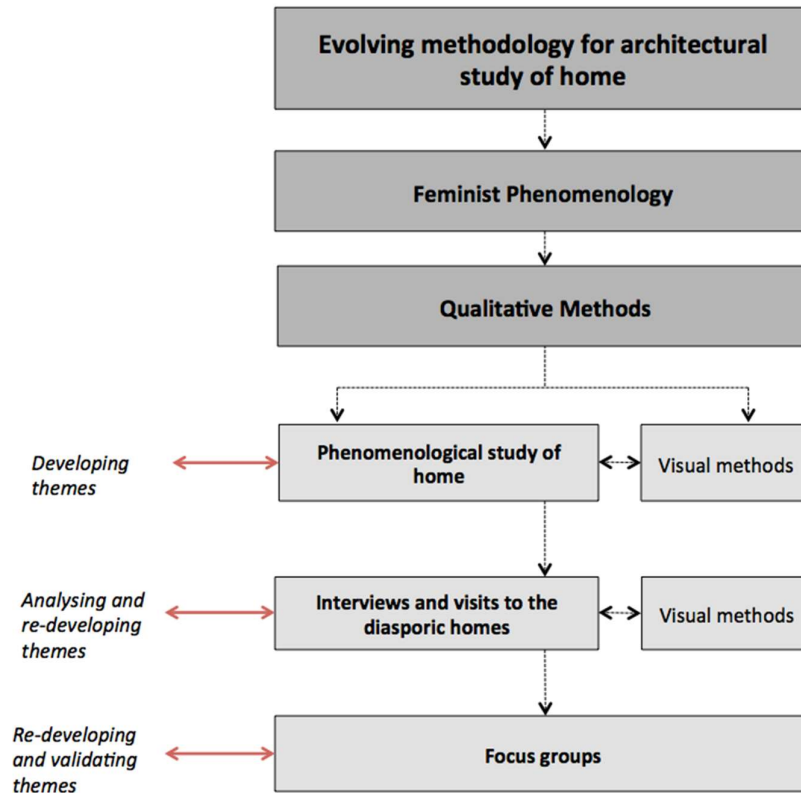 Evolving methodology for architectural
study of home
Feminist Phenomenology
Qualitative Methods
Developing
themes
Phenomenological study of
home
Visual methods
Analysing and
re-developing
themes
Interviews and visits to the
diasporic homes
Visual methods
Re-developing
and validating
themes
Focus groups